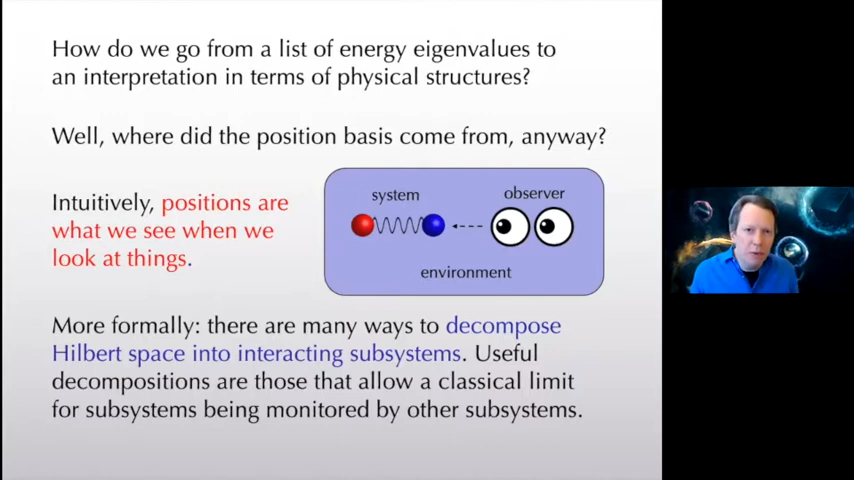 How do we go from a list of energy eigenvalues to
an interpretation in terms of physical structures?
Well, where did the position basis come from, anyway?
Intuitively, positions are
what we see when we
look at things.
system
observer
environment
More formally: there are many ways to decompose
Hilbert space into interacting subsystems. Useful
decompositions are those that allow a classical limit
for subsystems being monitored by other subsystems.